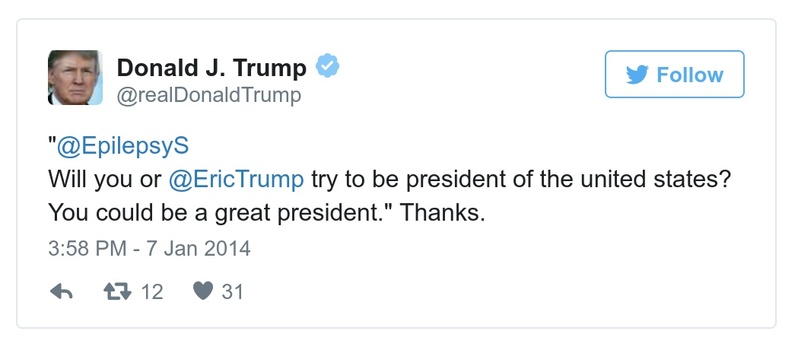 Donald J. Trump
@realDonaldTrump
Follow
"@EpilepsyS
Will you or @EricTrump try to be president of the united states?
You could be a great president." Thanks.
3:58 PM - 7 Jan 2014
12 31